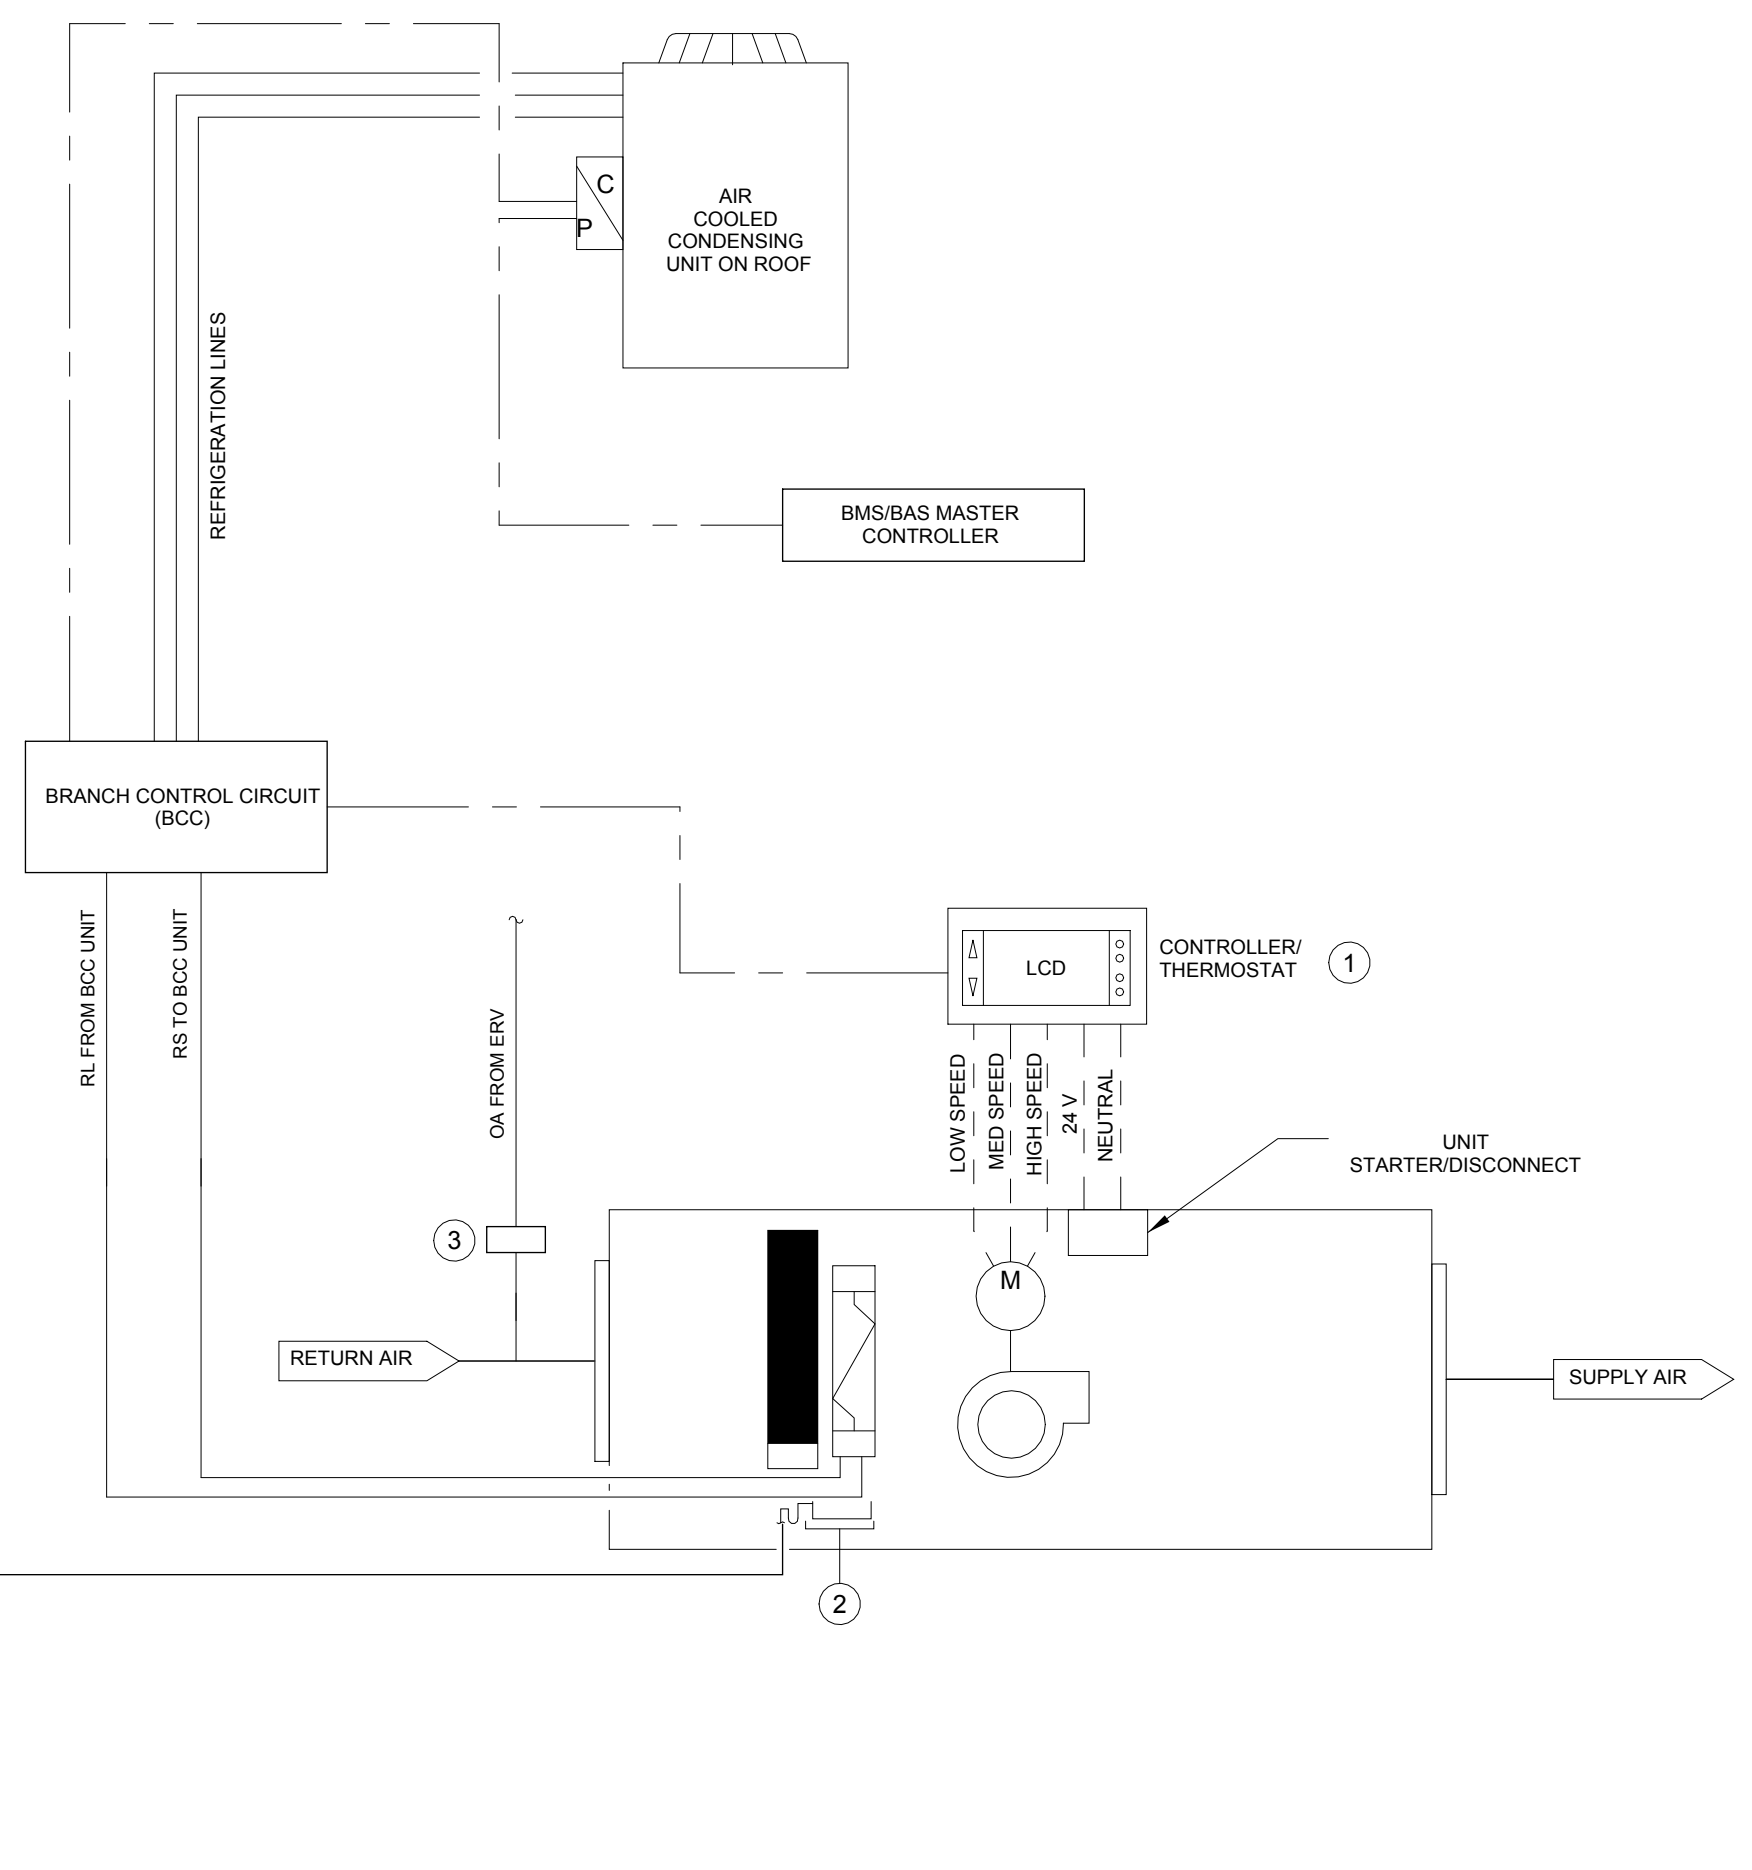 C
P
AIR
COOLED
CONDENSING
UNIT ON ROOF
REFRIGERATION LINES
BMS/BAS MASTER
CONTROLLER
BRANCH CONTROL CIRCUIT
(BCC)
RL FROM BCC UNIT
RS TO BCC UNIT
OA FROM ERV
LCD
CONTROLLER/
THERMOSTAT
1
LOW SPEED
MED SPEED
HIGH SPEED
24 V
NEUTRAL
UNIT
STARTER/DISCONNECT
3
M
RETURN AIR
SUPPLY AIR
2